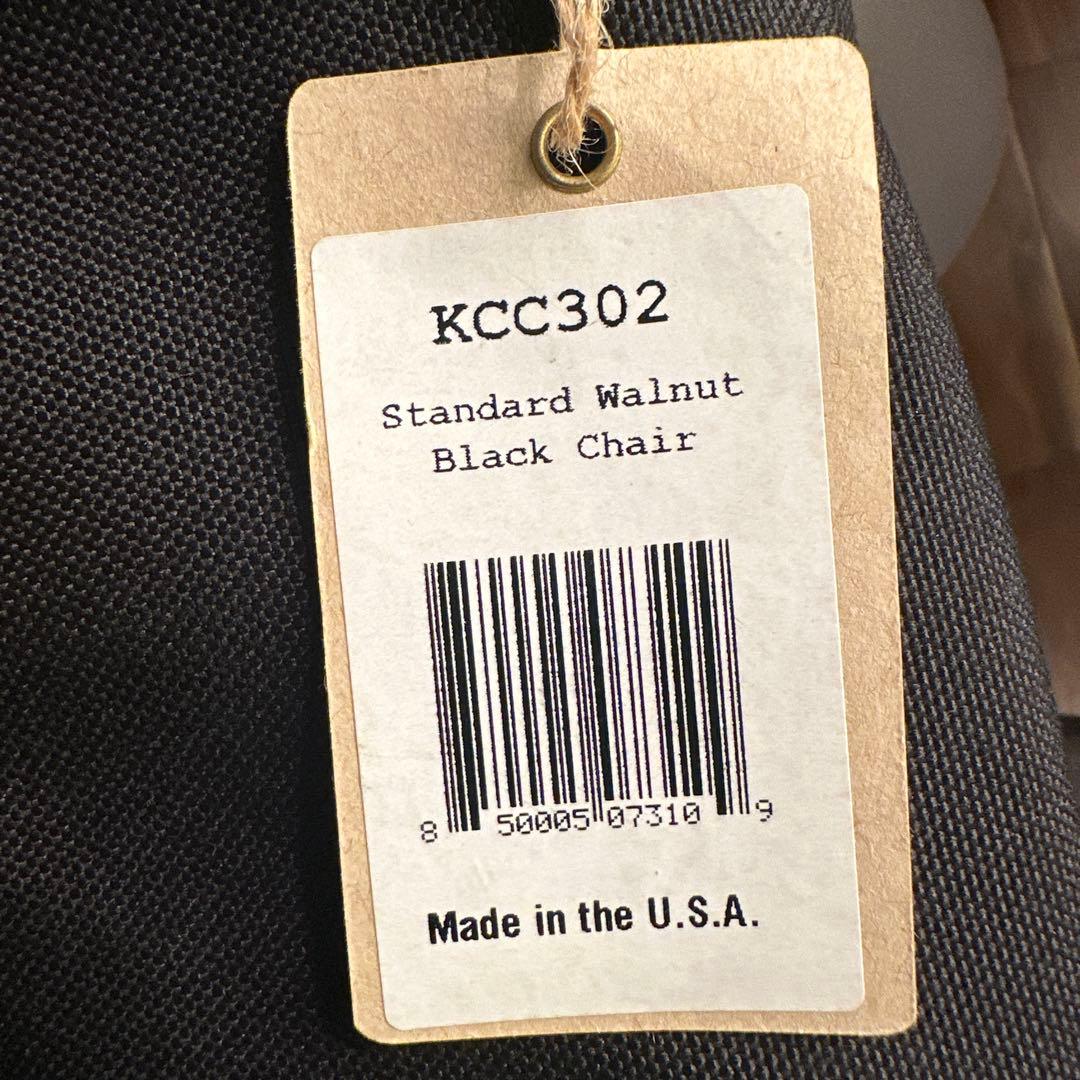 KCC302
Standard Walnut
Black Chair
8 50005 07310 9
Made in the U.S.A.